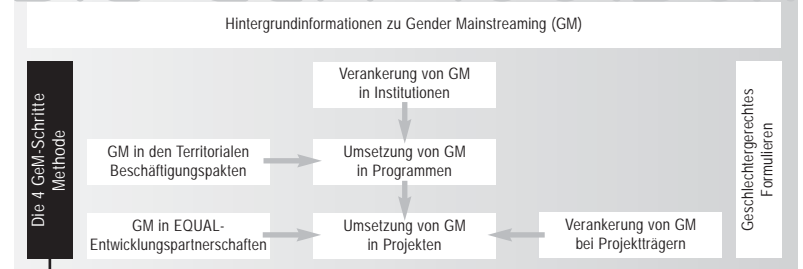 Hintergrundinformationen zu Gender Mainstreaming (GM)
Die 4 GeM-Schritte
Methode
Verankerung von GM
in Institutionen
GM in den Territorialen
Beschäftigungspakten
Umsetzung von GM
in Programmen
GM in EQUAL-
Entwicklungspartnerschaften
Umsetzung von GM
in Projekten
Verankerung von GM
bei Projektträgern
Geschlechtergerechtes
Formulieren